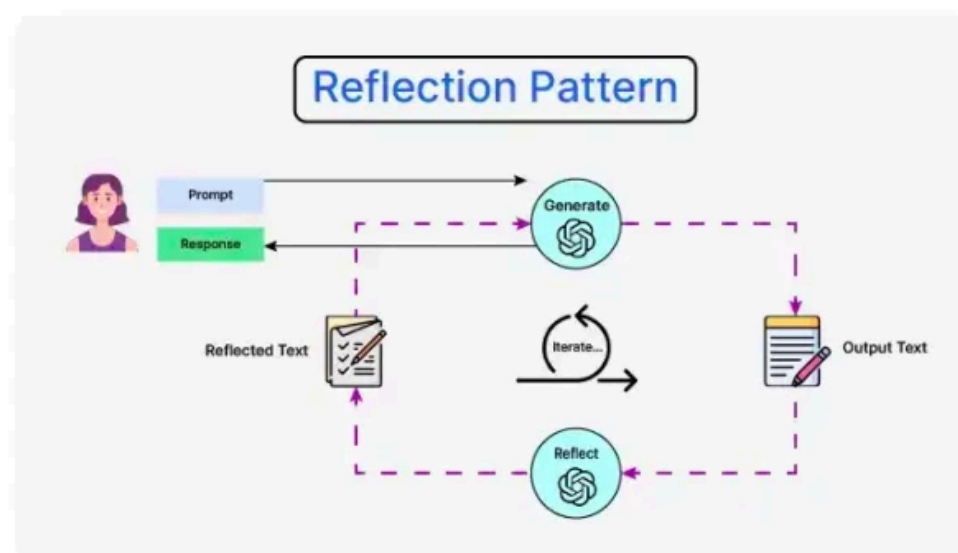 Reflection Pattern
Prompt
Generate
Response
Reflected Text
Iterate...
Output Text
Reflect